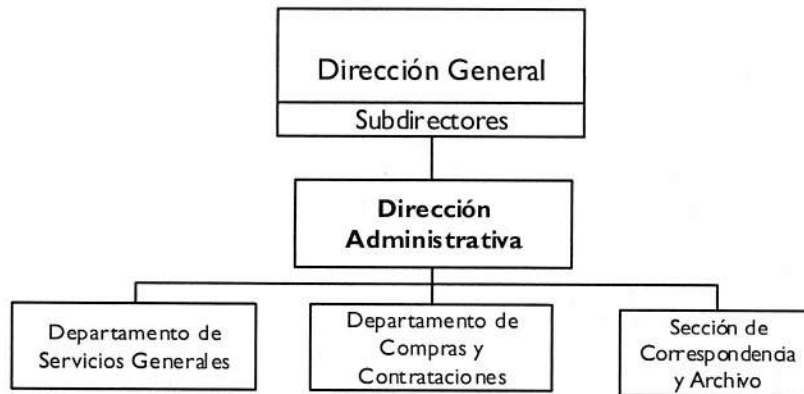 Dirección General
Subdirectores
Dirección
Administrativa
Departamento de
Servicios Generales
Departamento de
Compras y
Contrataciones
Sección de
Correspondencia
y Archivo